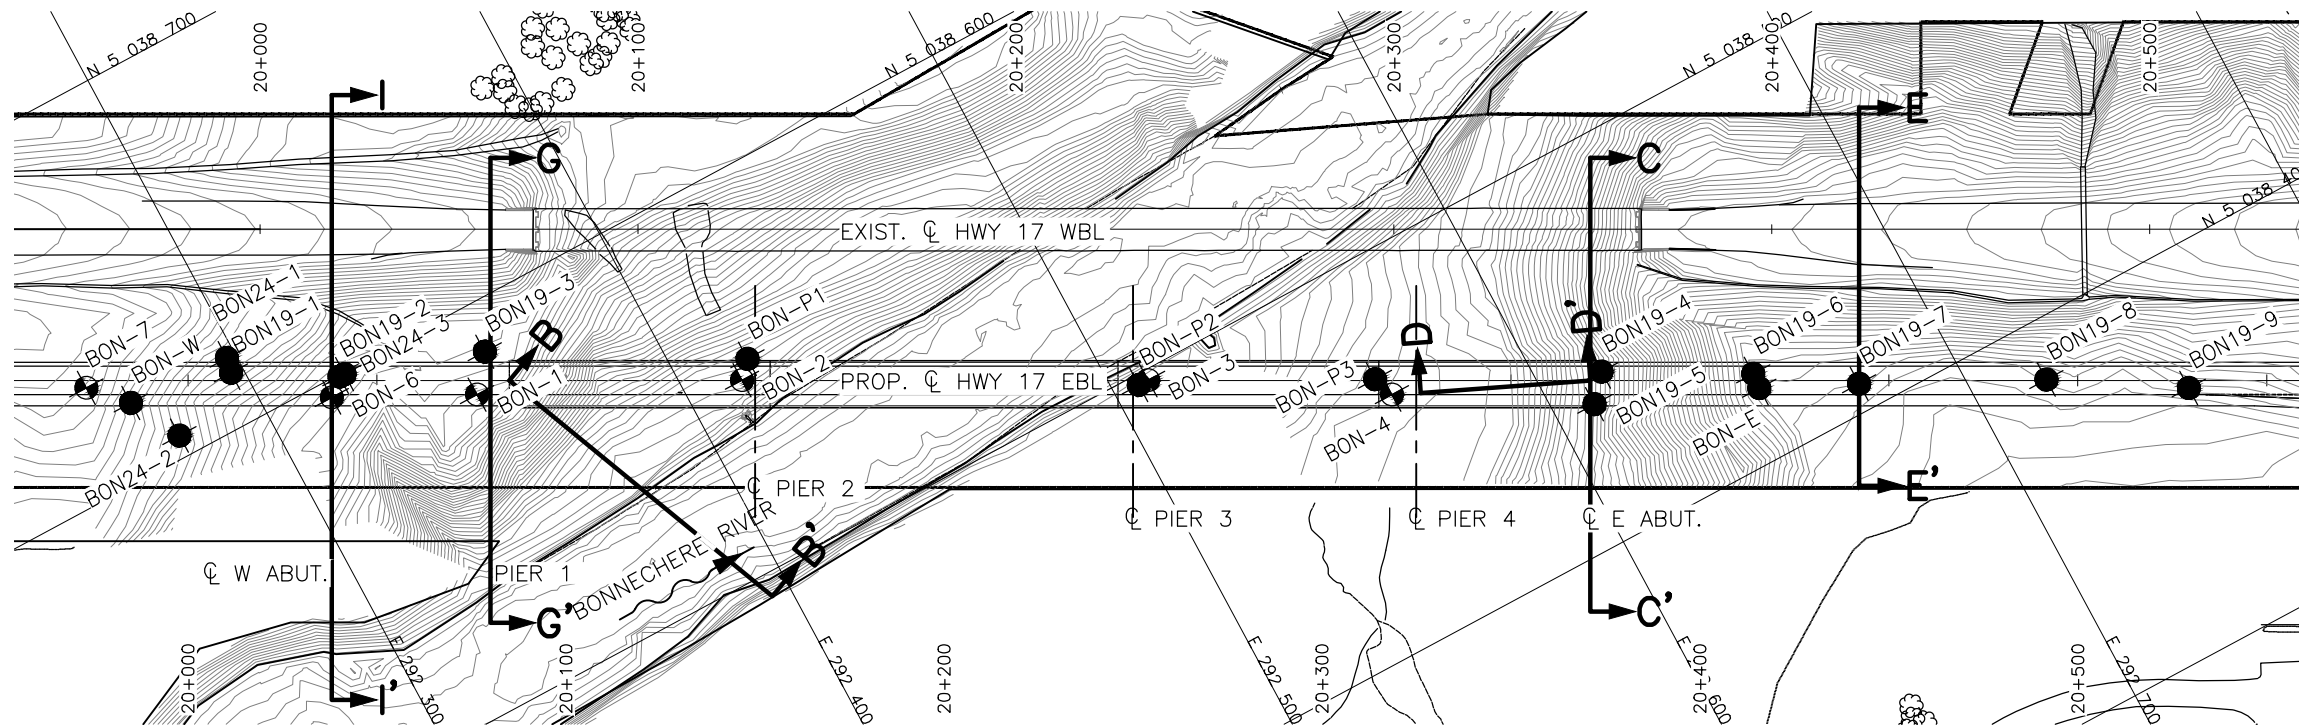 N 5 038 700
N 5 038 600
N 5 038
N 5 038 40
20+000
20+100
20+200
20+300
20+400
20+500
I
G
C
E
EXIST. ℄ HWY 17 WBL
BON-7
BON-W
BON24-1
BON19-1
BON19-2
BON24-3
BON-6
BON24-2
BON19-3
B
BON-1
BON-P1
BON-2
PROP. ℄ HWY 17 EBL
BON-P2
BON-3
BON-P3
BON-4
D
D'
BON19-4
BON19-5
BON19-6
BON-E
BON19-7
BON19-8
BON19-9
℄ PIER 2
℄ PIER 3
℄ PIER 4
℄ E ABUT.
E'
℄ W ABUT.
PIER 1
BONNECHERE RIVER
B'
G'
C'
I'
E 292 300
E 292 400
E 292 500
600
E 292 700
20+000
20+100
20+200
20+300
20+400
20+500